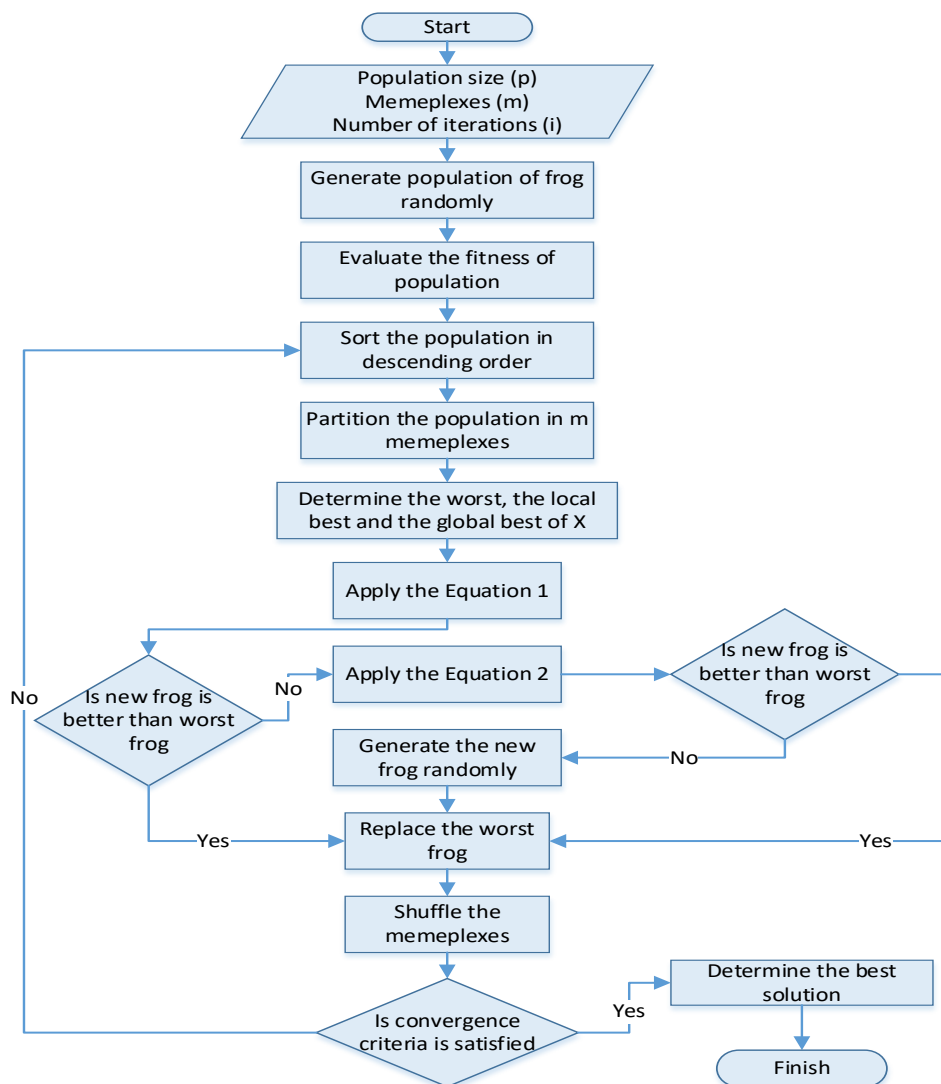 Start
Population size (p)
Memeplexes (m)
Number of iterations (i)
Generate population of frog
randomly
Evaluate the fitness of
population
Sort the population in
descending order
Partition the population in m
memeplexes
Determine the worst, the local
best and the global best of X
Apply the Equation 1
Is new frog is
better than worst
frog
No
Apply the Equation 2
Is new frog is
better than worst
frog
No
Generate the new
frog randomly
No
Yes
Replace the worst
frog
Yes
Shuffle the
memeplexes
Is convergence
criteria is satisfied
Yes
Determine the best
solution
Finish